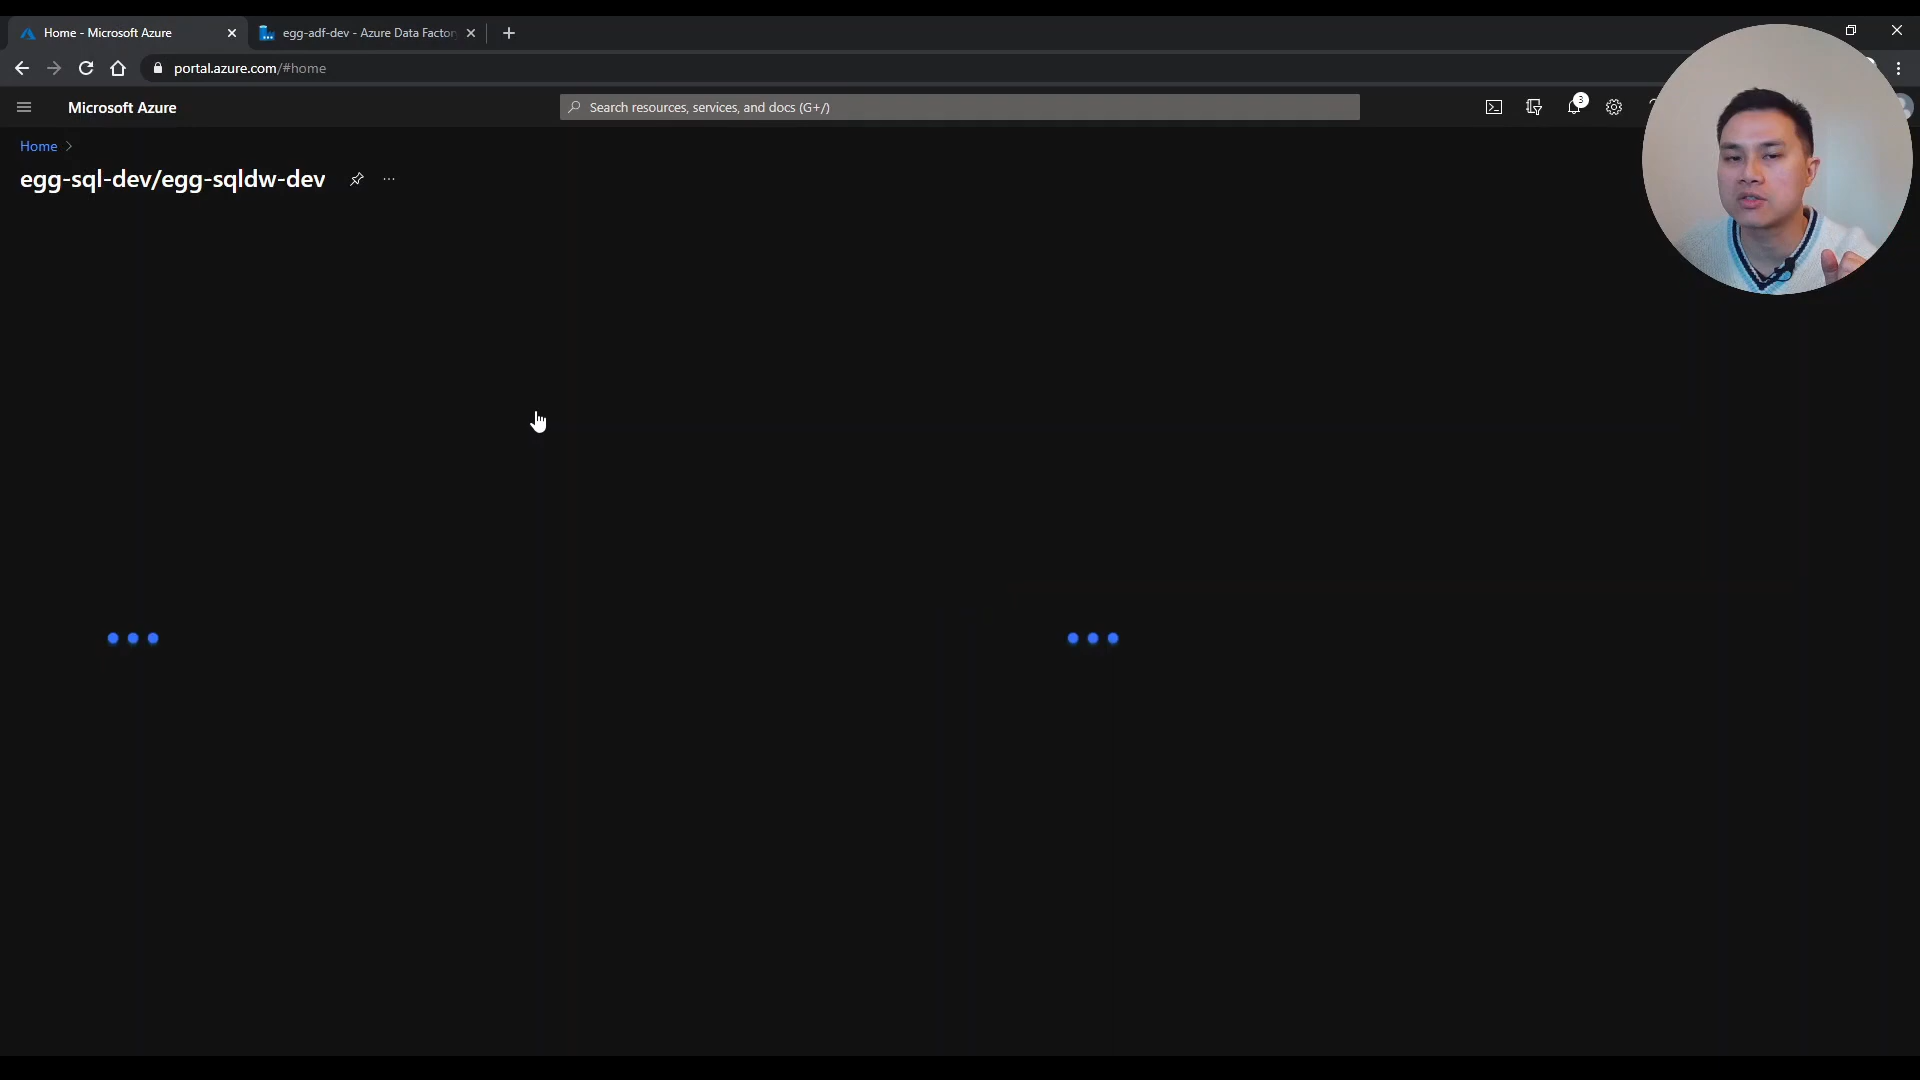 Home - Microsoft Azure
egg-adf-dev - Azure Data Factor
portal.azure.com/#home
Microsoft Azure
Search resources, services, and docs (G+/)
3
Home
egg-sql-dev/egg-sqldw-dev